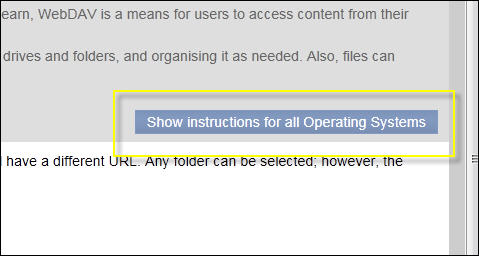 earn, WebDAV is a means for users to access content from their
drives and folders, and organising it as needed. Also, files can
Show instructions for all Operating Systems
have a different URL. Any folder can be selected; however, the